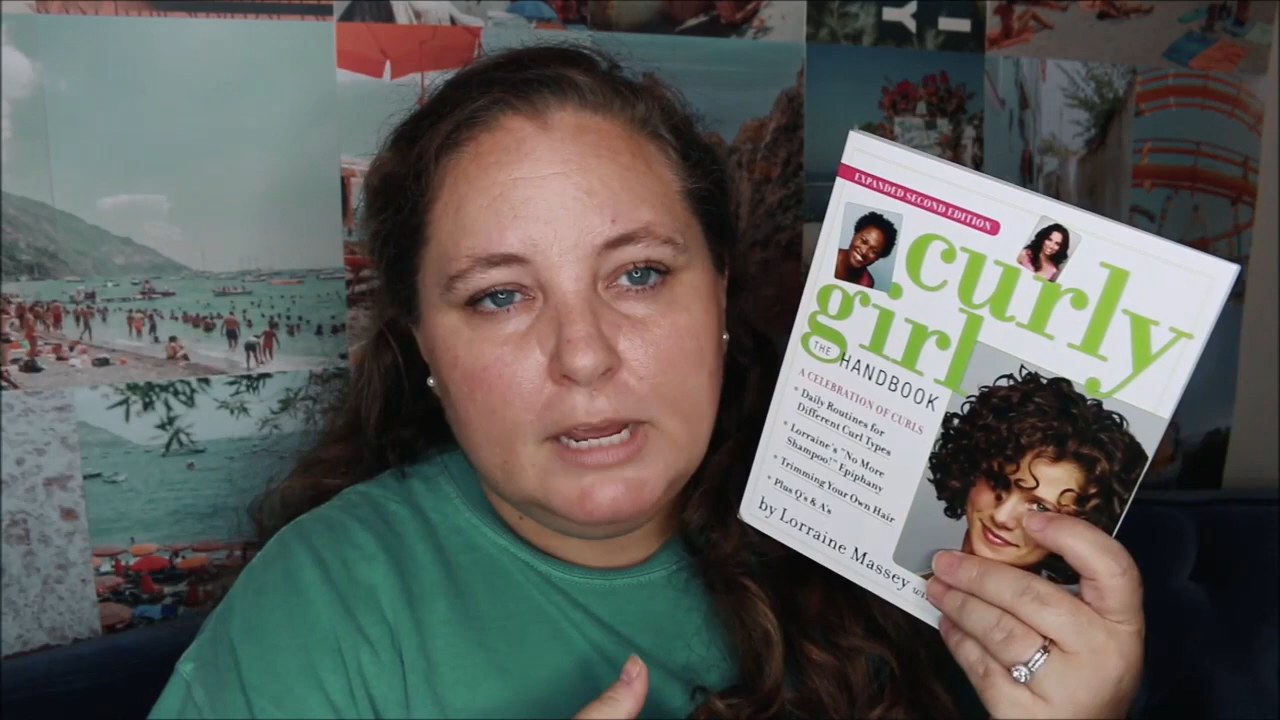 EXPANDED SECOND EDITION
curly
girl
THE HANDBOOK
A CELEBRATION OF CURLS
* Daily Routines for
Different Curl Types
* Lorraine's "No More
Shampoo!" Epiphany
* Trimming Your Own Hair
* Plus Q's & A's
by Lorraine Massey